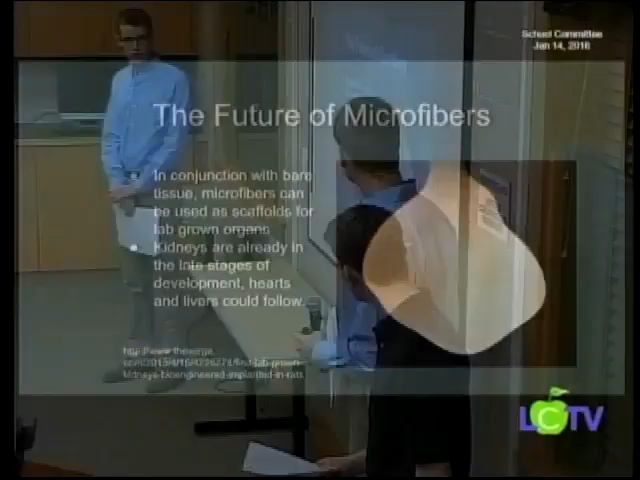 School Committee
Jan 14, 2016
The Future of Microfibers
In conjunction with bare
tissue, microfibers can
be used as scaffolds for
lab grown organs
Kidneys are already in
the late stages of
development, hearts
and livers could follow.
LCTV